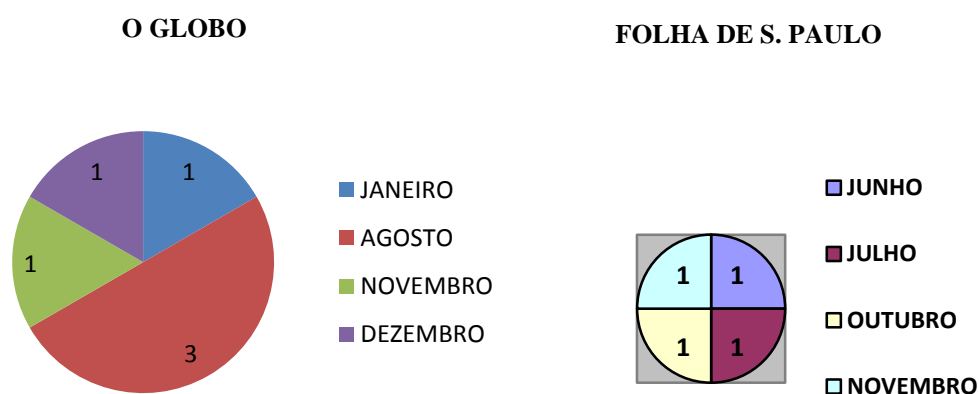 O GLOBO
FOLHA DE S. PAULO
1
1
1
3
JANEIRO
AGOSTO
NOVEMBRO
DEZEMBRO
1
1
1
1
JUNHO
JULHO
OUTUBRO
NOVEMBRO